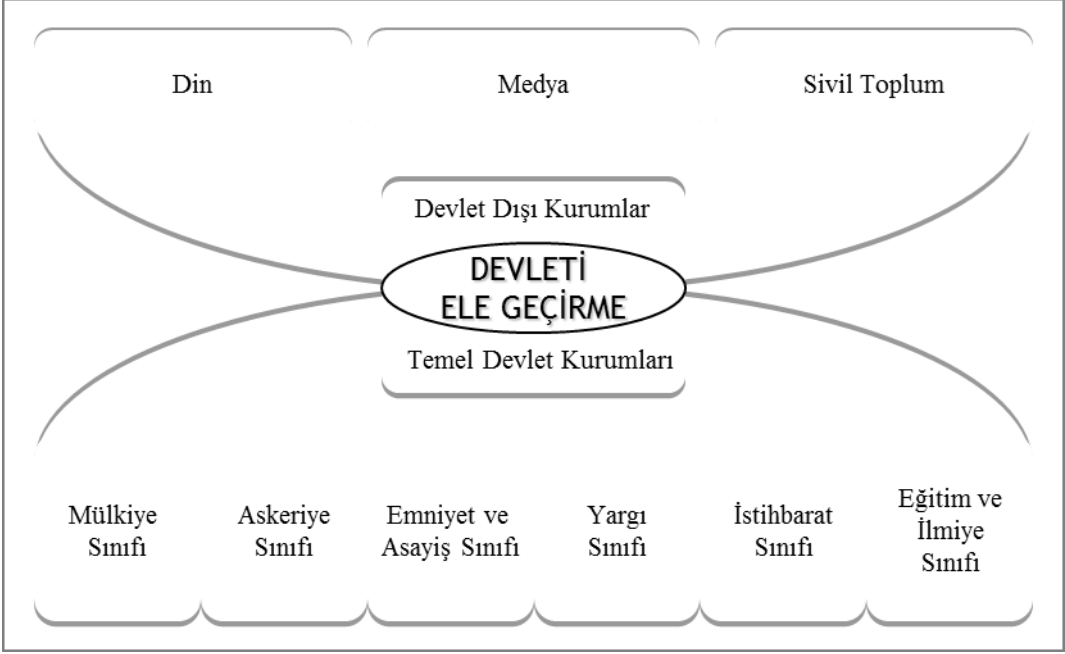 Din
Medya
Sivil Toplum
Devlet Dışı Kurumlar
DEVLETİ
ELE GEÇİRME
Temel Devlet Kurumları
Mülkiye
Sınıfı
Askeriye
Sınıfı
Emniyet ve
Asayiş Sınıfı
Yargı
Sınıfı
İstihbarat
Sınıfı
Eğitim ve
İlmiye
Sınıfı